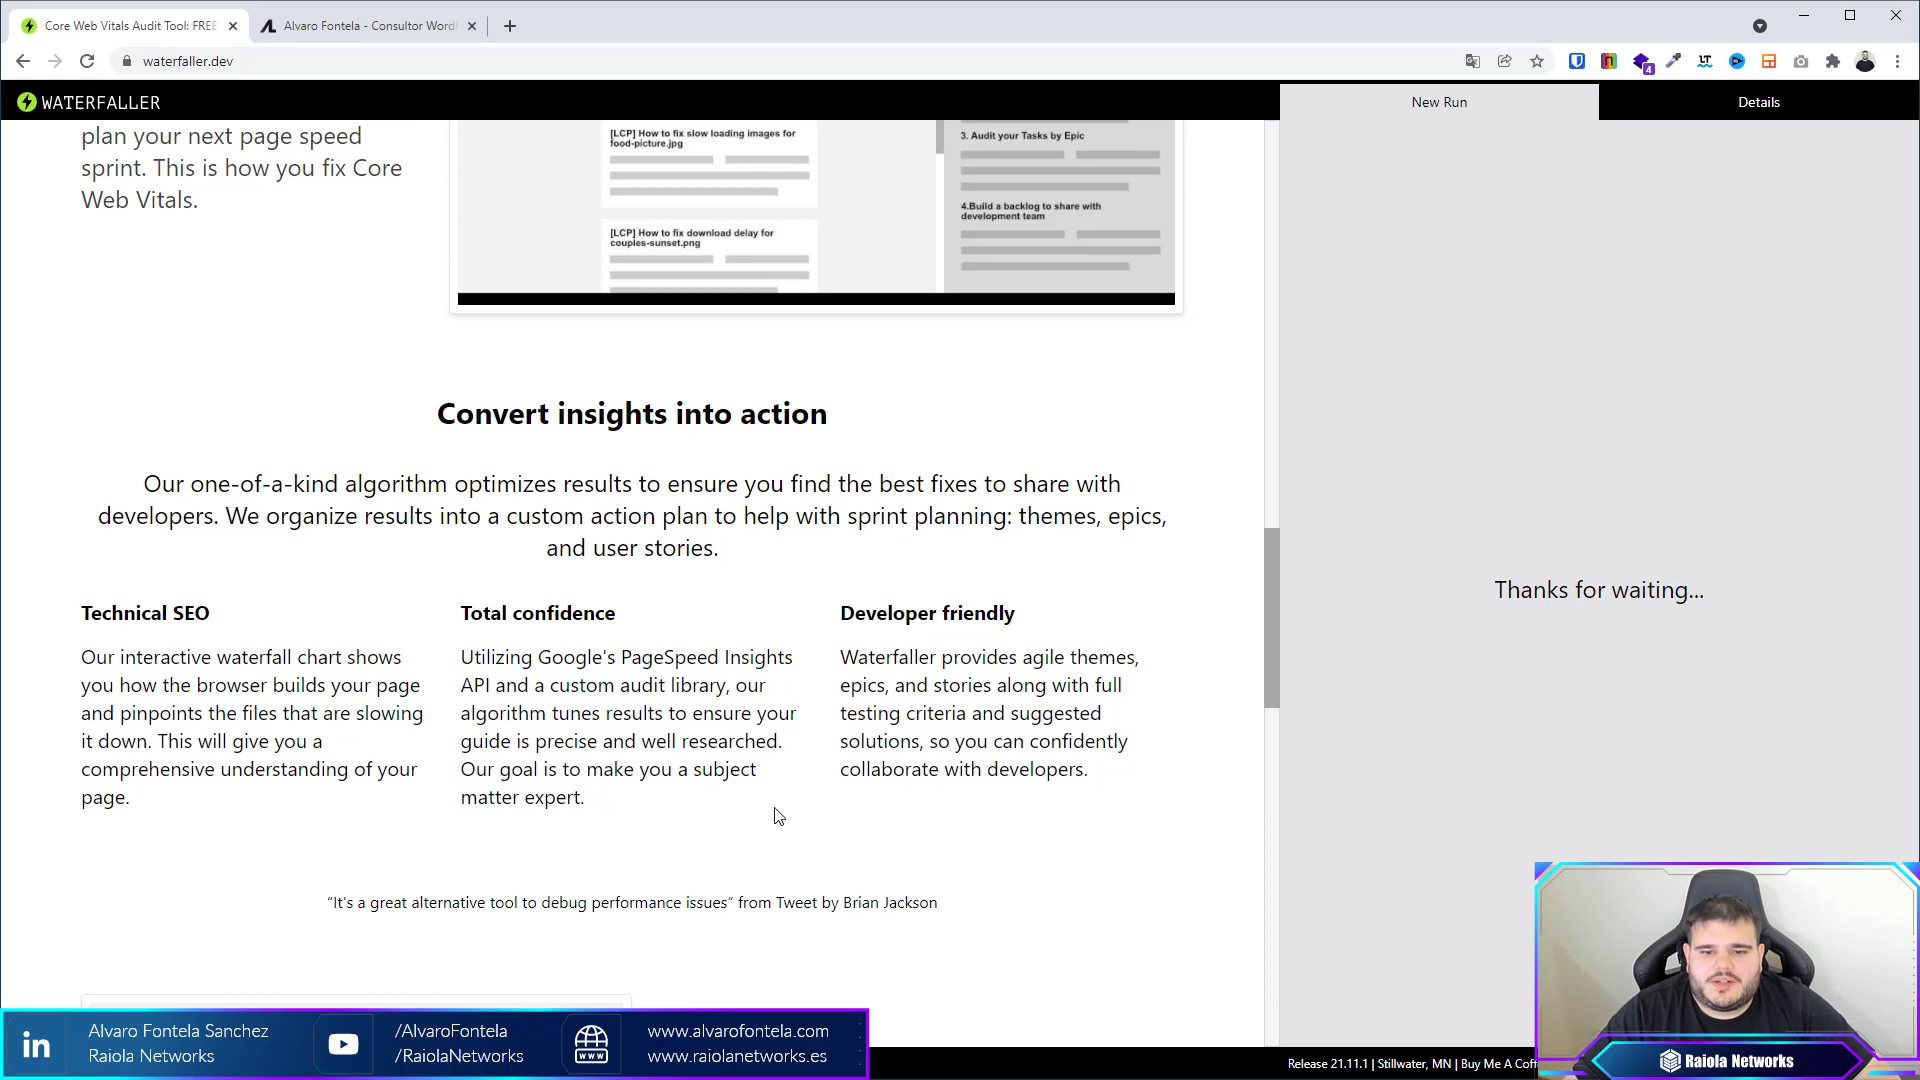 Core Web Vitals Audit Tool: FREE
Alvaro Fontela - Consultor Word
waterfaller.dev
4
WATERFALLER
New Run
Details
plan your next page speed
sprint. This is how you fix Core
Web Vitals.
[LCP] How to fix slow loading images for
food-picture.jpg
[LCP] How to fix download delay for
couples-sunset.png
3. Audit your Tasks by Epic
4.Build a backlog to share with
development team
Convert insights into action
Our one-of-a-kind algorithm optimizes results to ensure you find the best fixes to share with
developers. We organize results into a custom action plan to help with sprint planning: themes, epics,
and user stories.
Technical SEO
Our interactive waterfall chart shows
you how the browser builds your page
and pinpoints the files that are slowing
it down. This will give you a
comprehensive understanding of your
page.
Total confidence
Utilizing Google's PageSpeed Insights
API and a custom audit library, our
algorithm tunes results to ensure your
guide is precise and well researched.
Our goal is to make you a subject
matter expert.
Developer friendly
Waterfaller provides agile themes,
epics, and stories along with full
testing criteria and suggested
solutions, so you can confidently
collaborate with developers.
“It's a great alternative tool to debug performance issues” from Tweet by Brian Jackson
Thanks for waiting...
Release 21.11.1 | Stillwater, MN | Buy Me A Coff
in
Alvaro Fontela Sanchez
Raiola Networks
/AlvaroFontela
/RaiolaNetworks
www
www.alvarofontela.com
www.raiolanetworks.es
Raiola Networks